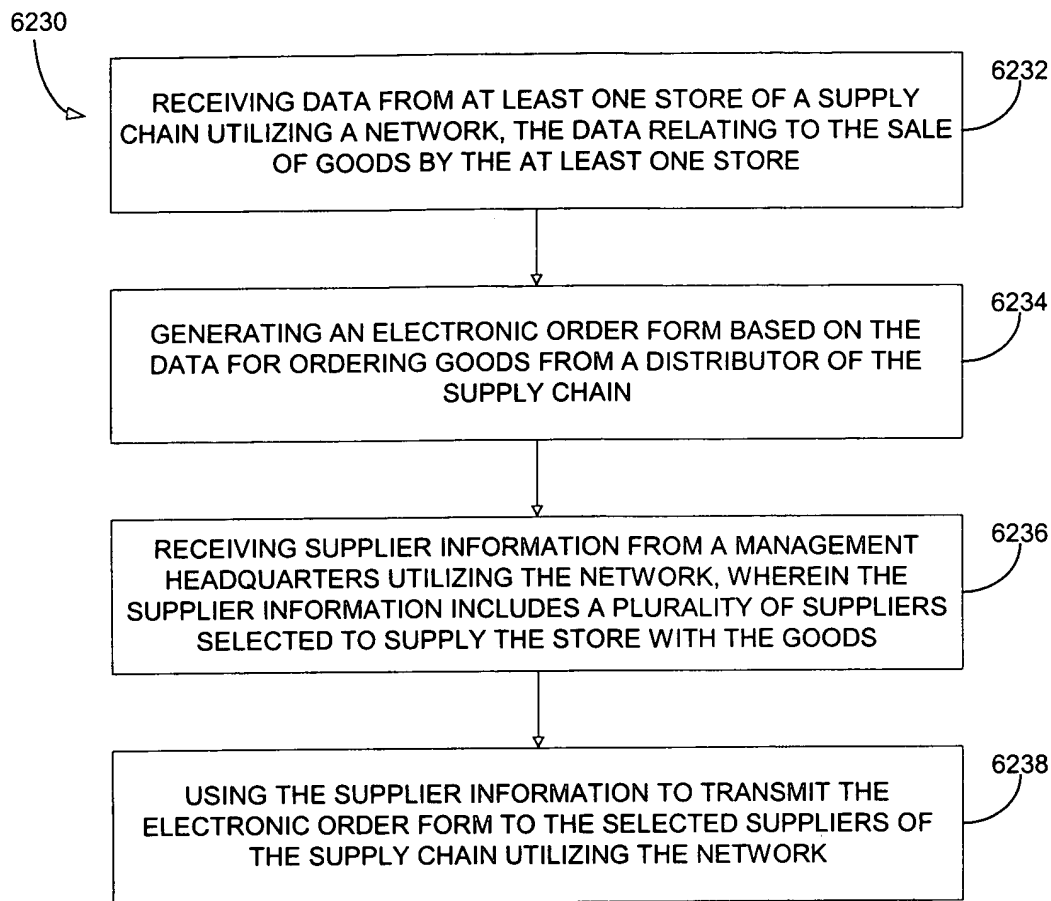 6230
6232
RECEIVING DATA FROM AT LEAST ONE STORE OF A SUPPLY
CHAIN UTILIZING A NETWORK, THE DATA RELATING TO THE SALE
OF GOODS BY THE AT LEAST ONE STORE
6234
GENERATING AN ELECTRONIC ORDER FORM BASED ON THE
DATA FOR ORDERING GOODS FROM A DISTRIBUTOR OF THE
SUPPLY CHAIN
6236
RECEIVING SUPPLIER INFORMATION FROM A MANAGEMENT
HEADQUARTERS UTILIZING THE NETWORK, WHEREIN THE
SUPPLIER INFORMATION INCLUDES A PLURALITY OF SUPPLIERS
SELECTED TO SUPPLY THE STORE WITH THE GOODS
6238
USING THE SUPPLIER INFORMATION TO TRANSMIT THE
ELECTRONIC ORDER FORM TO THE SELECTED SUPPLIERS OF
THE SUPPLY CHAIN UTILIZING THE NETWORK